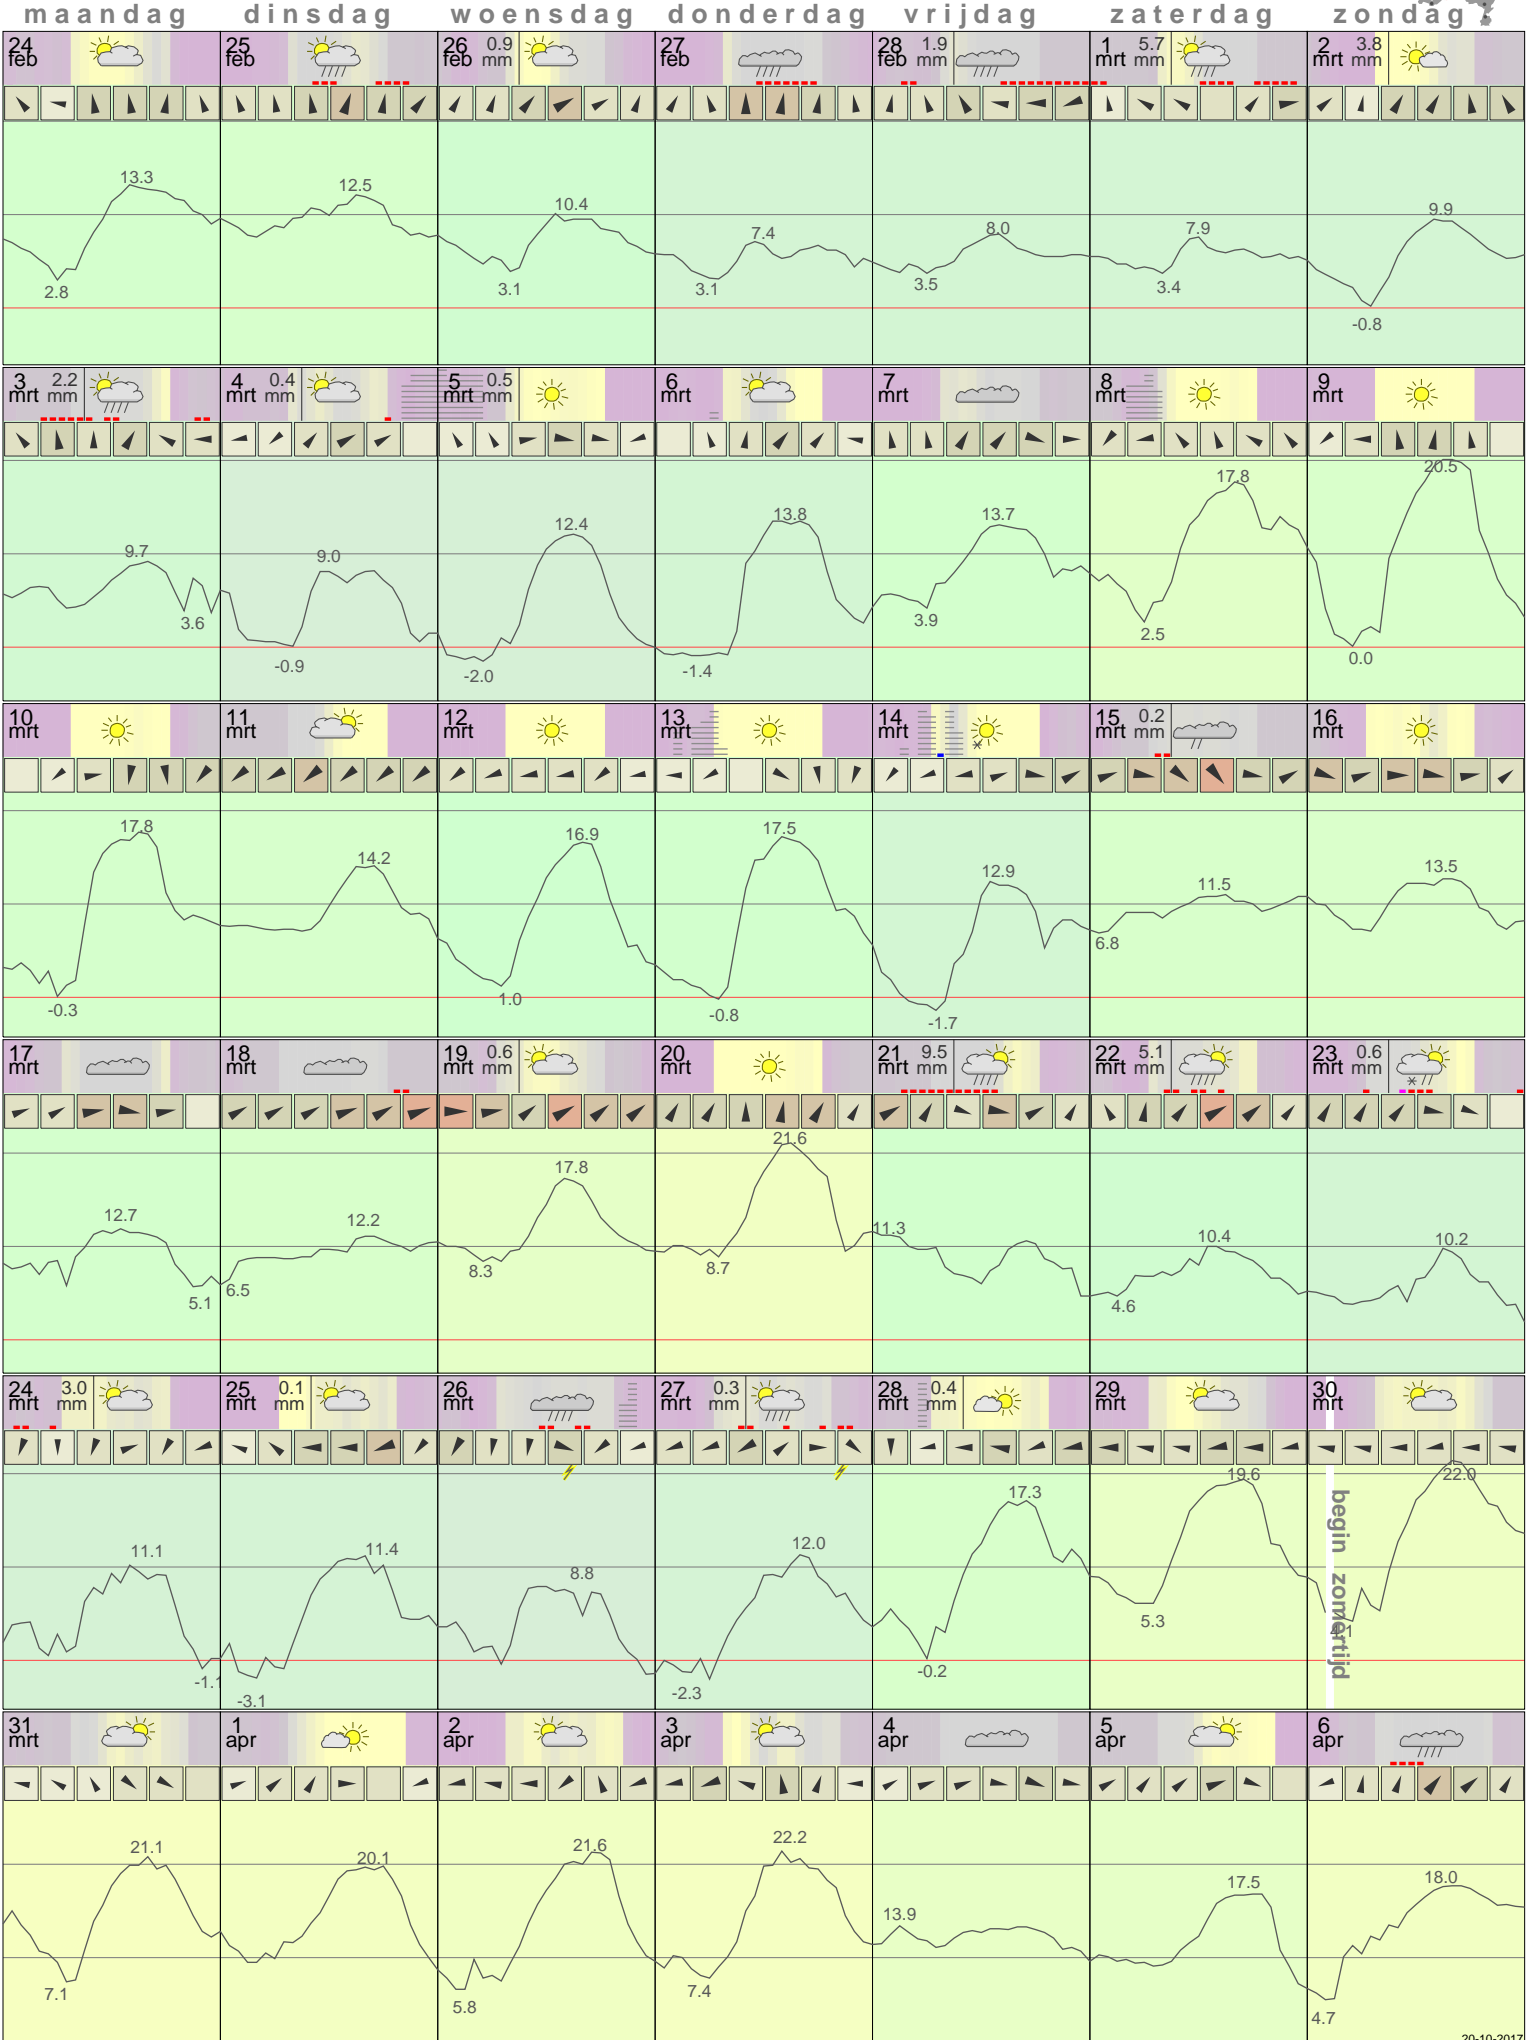 maandag dinsdag woensdag donderdag vrijdag zaterdag zondag
24 feb 25 feb 26 feb 0.9 mm 27 feb 28 feb 1.9 mm 1 mrt 5.7 mm 2 mrt 3.8 mm
13.3 12.5 10.4 7.4 8.0 7.9 9.9
2.8 3.1 3.1 3.5 3.4 -0.8
3 mrt 2.2 mm 4 mrt 0.4 mm 5 mrt 0.5 mm 6 mrt 7 mrt 8 mrt 9 mrt
9.7 9.0 12.4 13.8 13.7 17.8 20.5
3.6 -0.9 -2.0 -1.4 3.9 2.5 0.0
10 mrt 11 mrt 12 mrt 13 mrt 14 mrt 15 mrt 0.2 mm 16 mrt
17.8 14.2 16.9 17.5 12.9 11.5 13.5
-0.3 1.0 -0.8 -1.7 6.8
17 mrt 18 mrt 19 mrt 0.6 mm 20 mrt 21 mrt 9.5 mm 22 mrt 5.1 mm 23 mrt 0.6 mm
12.7 12.2 17.8 21.6 11.3 10.4 10.2
5.1 6.5 8.3 8.7 4.6
24 mrt 3.0 mm 25 mrt 0.1 mm 26 mrt 27 mrt 0.3 mm 28 mrt 0.4 mm 29 mrt 30 mrt
11.1 11.4 8.8 12.0 17.3 19.6 22.0
-1.1 -3.1 -2.3 -0.2 5.3 4.1
begin zomertijd
31 mrt 1 apr 2 apr 3 apr 4 apr 5 apr 6 apr
21.1 20.1 21.6 22.2 13.9 17.5 18.0
7.1 5.8 7.4 4.7
20-10-2017